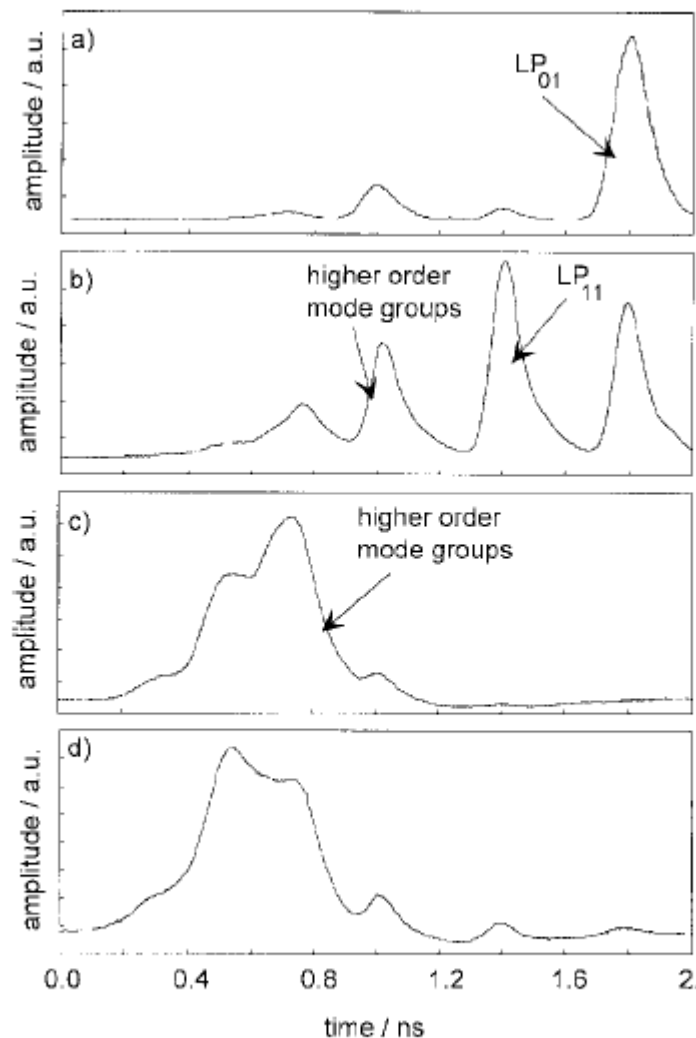 a)
LP01
amplitude / a.u.
b)
higher order
mode groups
LP11
amplitude / a.u.
c)
higher order
mode groups
amplitude / a.u.
d)
amplitude / a.u.
0.0 0.4 0.8 1.2 1.6 2.
time / ns